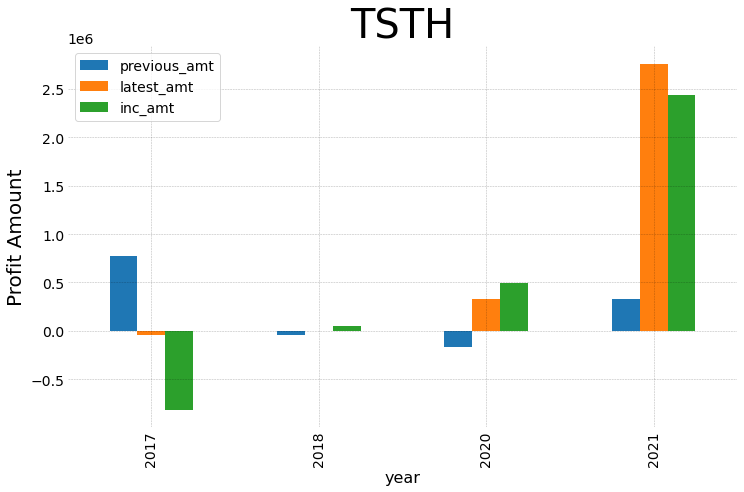 TSTH
1e6
previous_amt
latest_amt
inc_amt
2.5
2.0
1.5
1.0
0.5
0.0
−0.5
Profit Amount
2017
2018
2020
2021
year